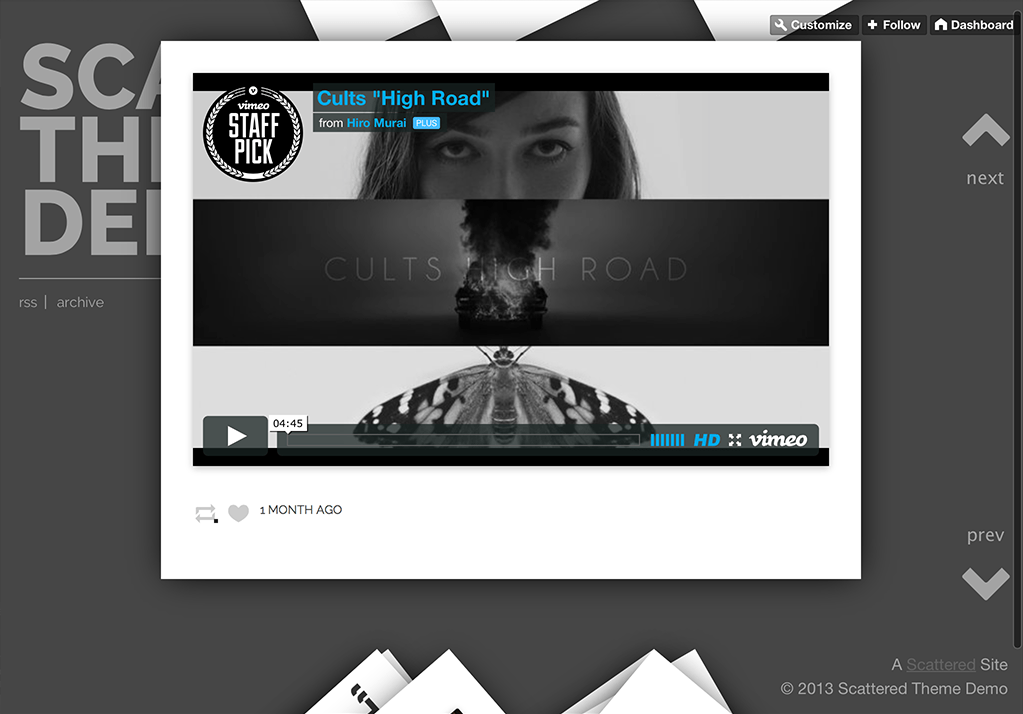 Customize
Follow
Dashboard
SCA
TH
DE
rss | archive
vimeo
STAFF
PICK
Cults "High Road"
from Hiro Murai PLUS
CULTS HIGH ROAD
04:45
HD vimeo
1 MONTH AGO
next
prev
A Scattered Site
© 2013 Scattered Theme Demo